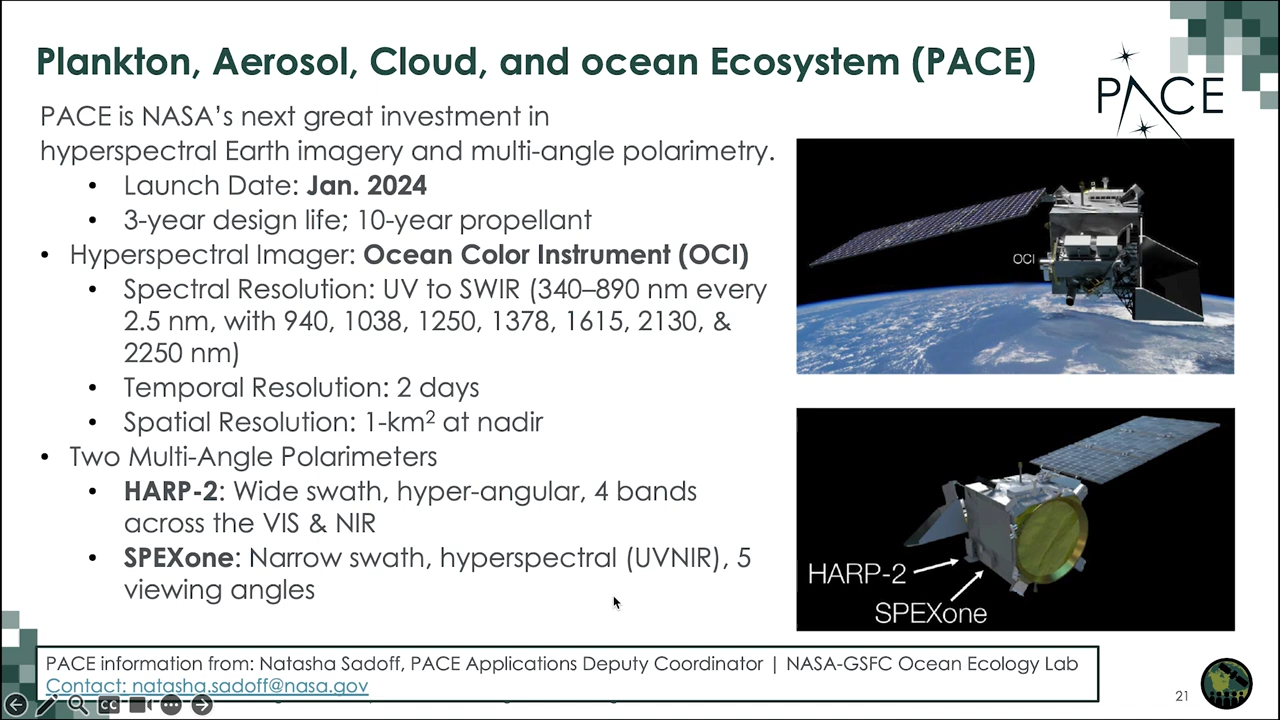 Plankton, Aerosol, Cloud, and ocean Ecosystem (PACE)
PACE
PACE is NASA's next great investment in
hyperspectral Earth imagery and multi-angle polarimetry.
• Launch Date: Jan. 2024
• 3-year design life; 10-year propellant
• Hyperspectral Imager: Ocean Color Instrument (OCI)
• Spectral Resolution: UV to SWIR (340–890 nm every
2.5 nm, with 940, 1038, 1250, 1378, 1615, 2130, &
2250 nm)
• Temporal Resolution: 2 days
• Spatial Resolution: 1-km² at nadir
• Two Multi-Angle Polarimeters
• HARP-2: Wide swath, hyper-angular, 4 bands
across the VIS & NIR
• SPEXone: Narrow swath, hyperspectral (UVNIR), 5
viewing angles
OCI
HARP-2
SPEXone
PACE information from: Natasha Sadoff, PACE Applications Deputy Coordinator | NASA-GSFC Ocean Ecology Lab
Contact: natasha.sadoff@nasa.gov
CC
21